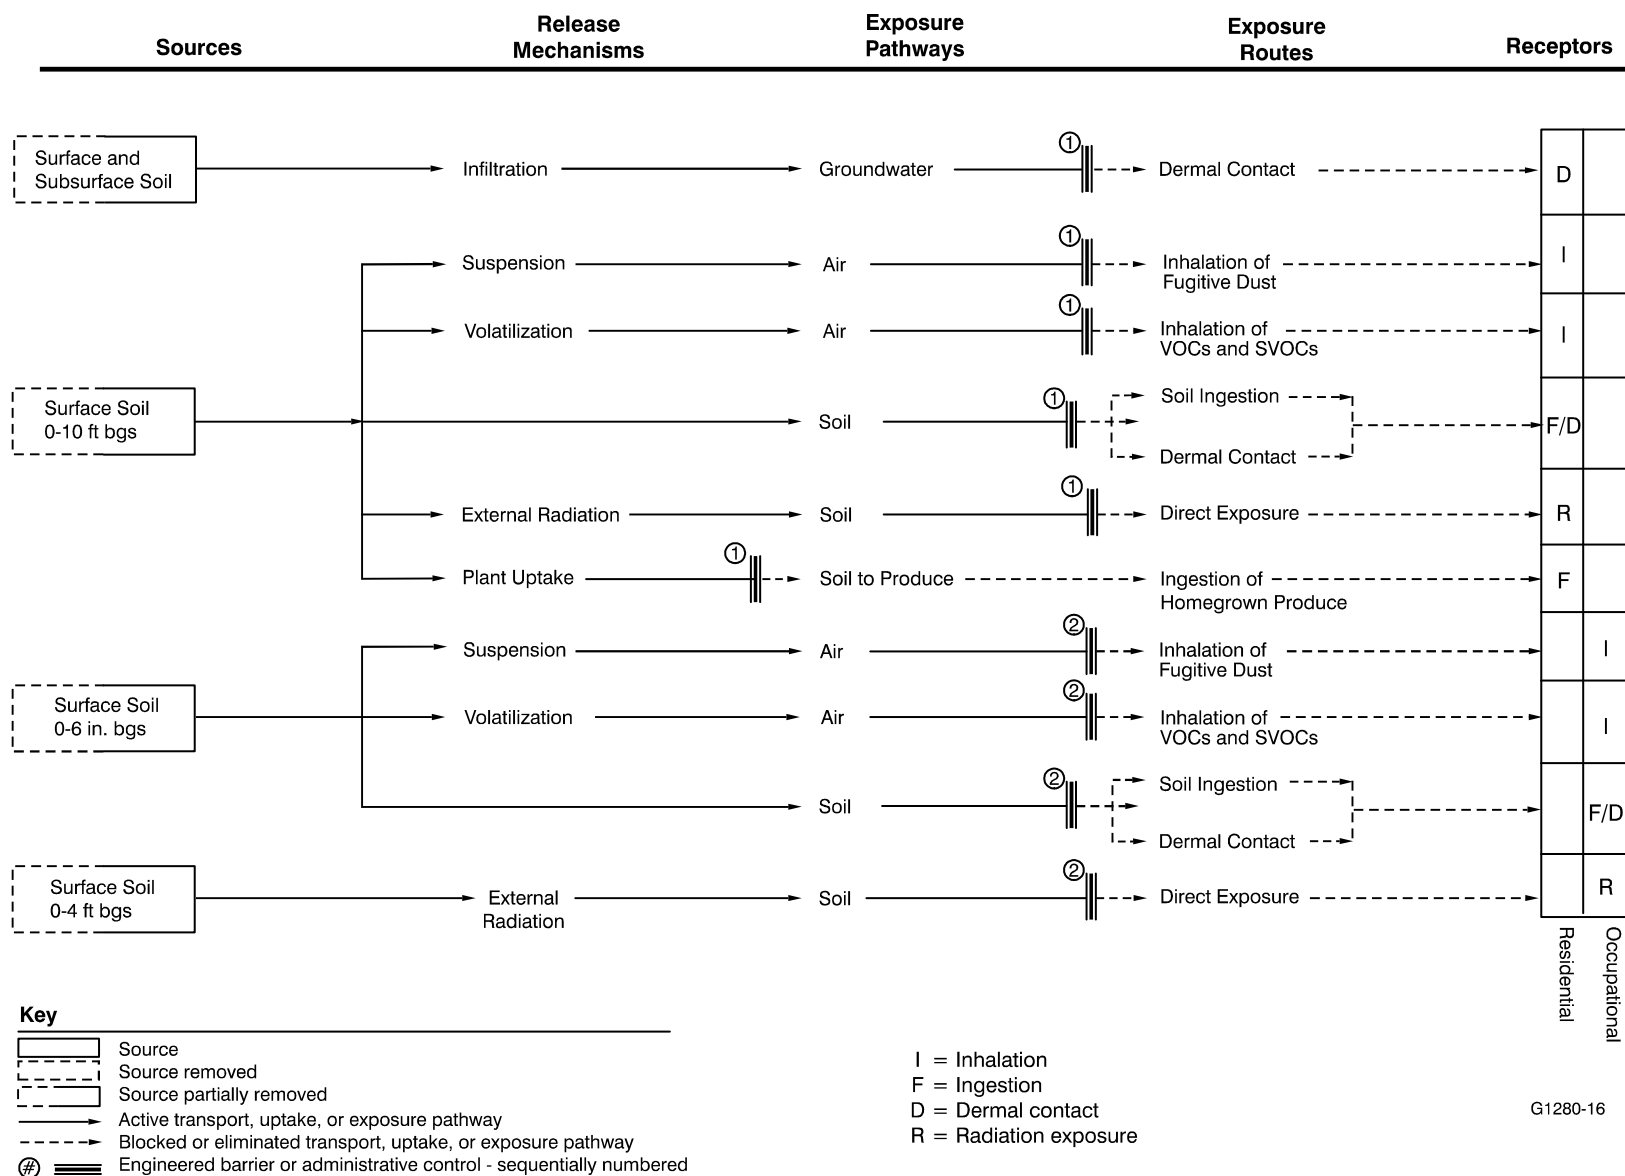 Sources
Release
Mechanisms
Exposure
Pathways
Exposure
Routes
Receptors
Surface and
Subsurface Soil
Infiltration
Groundwater
1
Dermal Contact
D
Suspension
Air
1
Inhalation of
Fugitive Dust
I
Volatilization
Air
1
Inhalation of
VOCs and SVOCs
I
Surface Soil
0-10 ft bgs
Soil
1
Soil Ingestion
Dermal Contact
F/D
External Radiation
Soil
1
Direct Exposure
R
Plant Uptake
1
Soil to Produce
Ingestion of
Homegrown Produce
F
Suspension
Air
2
Inhalation of
Fugitive Dust
I
Surface Soil
0-6 in. bgs
Volatilization
Air
2
Inhalation of
VOCs and SVOCs
I
Soil
2
Soil Ingestion
Dermal Contact
F/D
Surface Soil
0-4 ft bgs
External
Radiation
Soil
2
Direct Exposure
R
Residential
Occupational
Key
Source
Source removed
Source partially removed
Active transport, uptake, or exposure pathway
Blocked or eliminated transport, uptake, or exposure pathway
# Engineered barrier or administrative control - sequentially numbered
I = Inhalation
F = Ingestion
D = Dermal contact
R = Radiation exposure
G1280-16